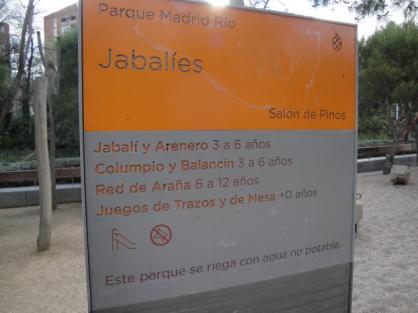 Parque Madrid Río
Jabalíes
Salón de Pinos
Jabalí y Arenero 3 a 6 años
Columpio y Balancín 3 a 6 años
Red de Araña 6 a 12 años
Juegos de Trazos y de Mesa +0 años
Este parque se riega con agua no potable.